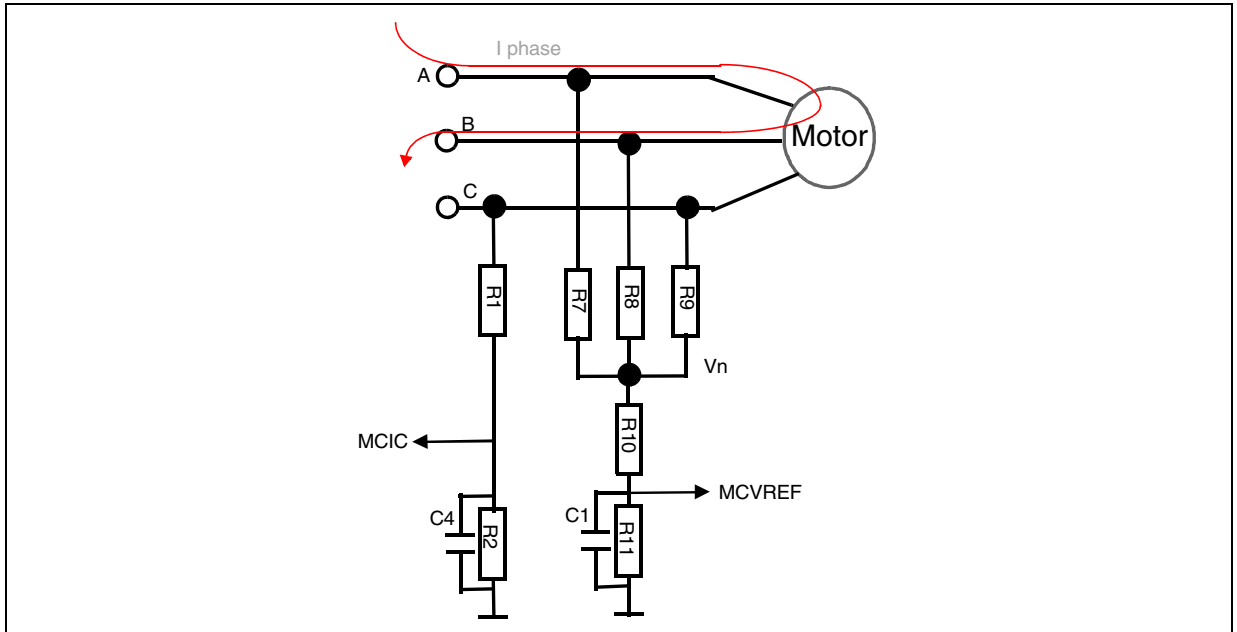 I phase
A
B
Motor
C
R1
R7
R8
R9
Vn
R10
MCIC
MCVREF
C4
R2
C1
R11